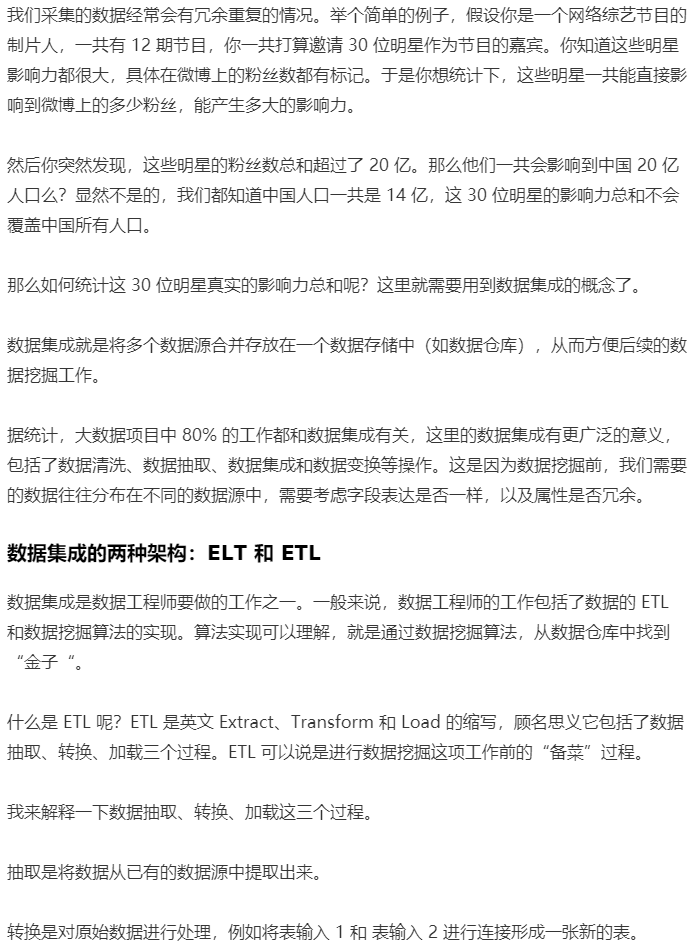 我们采集的数据经常会有冗余重复的情况。举个简单的例子，假设你是一个网络综艺节目的
制片人，一共有 12 期节目，你一共打算邀请 30 位明星作为节目的嘉宾。你知道这些明星
影响力都很大，具体在微博上的粉丝数都有标记。于是你想统计下，这些明星一共能直接影
响到微博上的多少粉丝，能产生多大的影响力。
然后你突然发现，这些明星的粉丝数总和超过了 20 亿。那么他们一共会影响到中国 20 亿
人口么？显然不是的，我们都知道中国人口一共是 14 亿，这 30 位明星的影响力总和不会
覆盖中国所有人口。
那么如何统计这 30 位明星真实的影响力总和呢？这里就需要用到数据集成的概念了。
数据集成就是将多个数据源合并存放在一个数据存储中（如数据仓库），从而方便后续的数
据挖掘工作。
据统计，大数据项目中 80% 的工作都和数据集成有关，这里的数据集成有更广泛的意义，
包括了数据清洗、数据抽取、数据集成和数据变换等操作。这是因为数据挖掘前，我们需要
的数据往往分布在不同的数据源中，需要考虑字段表达是否一样，以及属性是否冗余。
数据集成的两种架构：ELT 和 ETL
数据集成是数据工程师要做的工作之一。一般来说，数据工程师的工作包括了数据的 ETL
和数据挖掘算法的实现。算法实现可以理解，就是通过数据挖掘算法，从数据仓库中找到
“金子“。
什么是 ETL 呢？ETL 是英文 Extract、Transform 和 Load 的缩写，顾名思义它包括了数据
抽取、转换、加载三个过程。ETL 可以说是进行数据挖掘这项工作前的“备菜”过程。
我来解释一下数据抽取、转换、加载这三个过程。
抽取是将数据从已有的数据源中提取出来。
转换是对原始数据进行处理，例如将表输入 1 和 表输入 2 进行连接形成一张新的表。